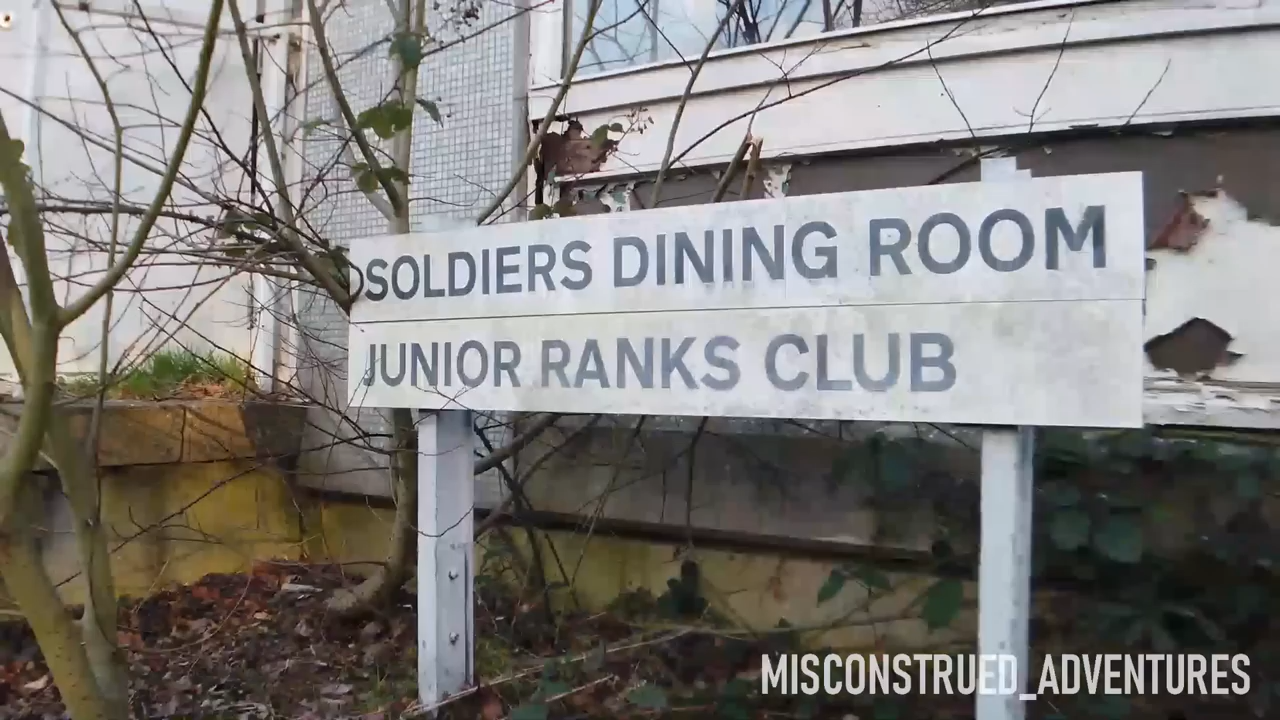 SOLDIERS DINING ROOM
JUNIOR RANKS CLUB
MISCONSTRUED_ADVENTURES